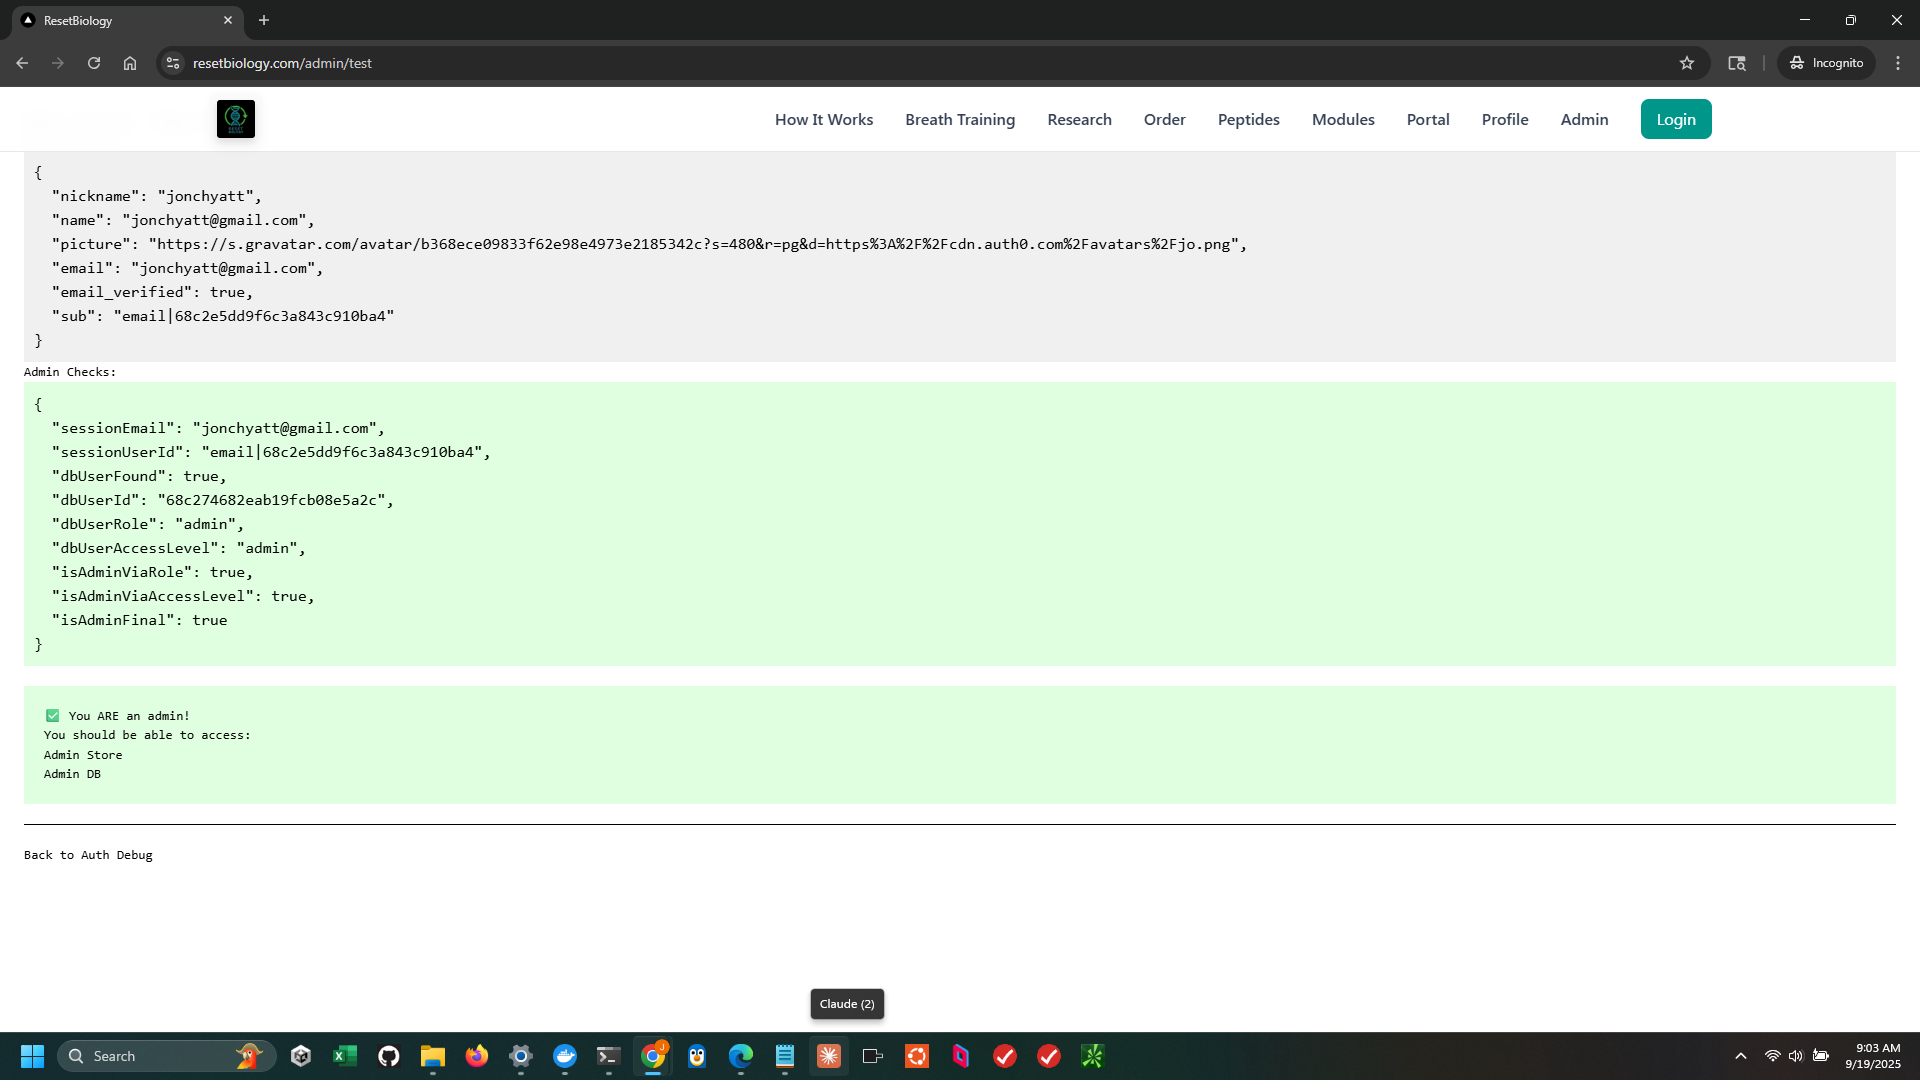 ResetBiology
resetbiology.com/admin/test
Incognito
How It Works
Breath Training
Research
Order
Peptides
Modules
Portal
Profile
Admin
Login
{
"nickname": "jonchyatt",
"name": "jonchyatt@gmail.com",
"picture": "https://s.gravatar.com/avatar/b368ece09833f62e98e4973e2185342c?s=480&r=pg&d=https%3A%2F%2Fcdn.auth0.com%2Favatars%2Fjo.png",
"email": "jonchyatt@gmail.com",
"email_verified": true,
"sub": "email|68c2e5dd9f6c3a843c910ba4"
}
Admin Checks:
{
"sessionEmail": "jonchyatt@gmail.com",
"sessionUserId": "email|68c2e5dd9f6c3a843c910ba4",
"dbUserFound": true,
"dbUserId": "68c274682eab19fcb08e5a2c",
"dbUserRole": "admin",
"dbUserAccessLevel": "admin",
"isAdminViaRole": true,
"isAdminViaAccessLevel": true,
"isAdminFinal": true
}
✅ You ARE an admin!
You should be able to access:
Admin Store
Admin DB
Back to Auth Debug
Claude (2)
Search
9:03 AM
9/19/2025